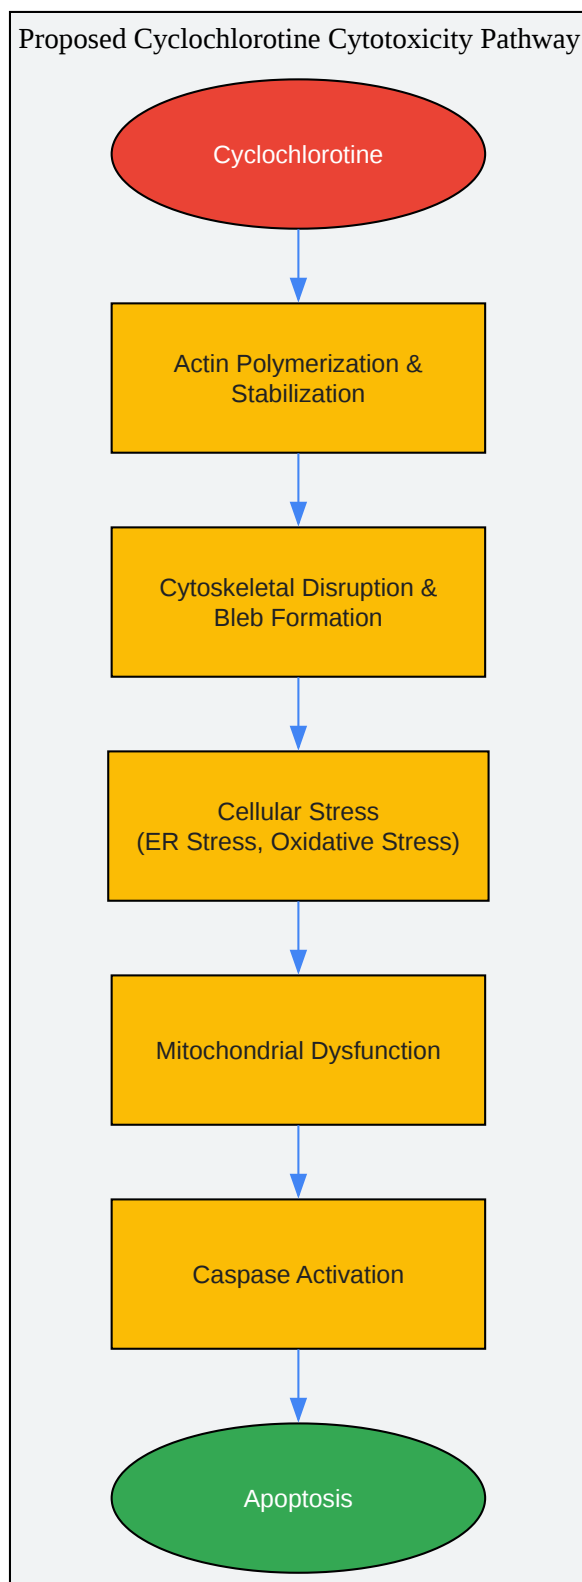 Proposed Cyclochlorotine Cytotoxicity Pathway
Cyclochlorotine
Actin Polymerization &
Stabilization
Cytoskeletal Disruption &
Bleb Formation
Cellular Stress
(ER Stress, Oxidative Stress)
Mitochondrial Dysfunction
Caspase Activation
Apoptosis